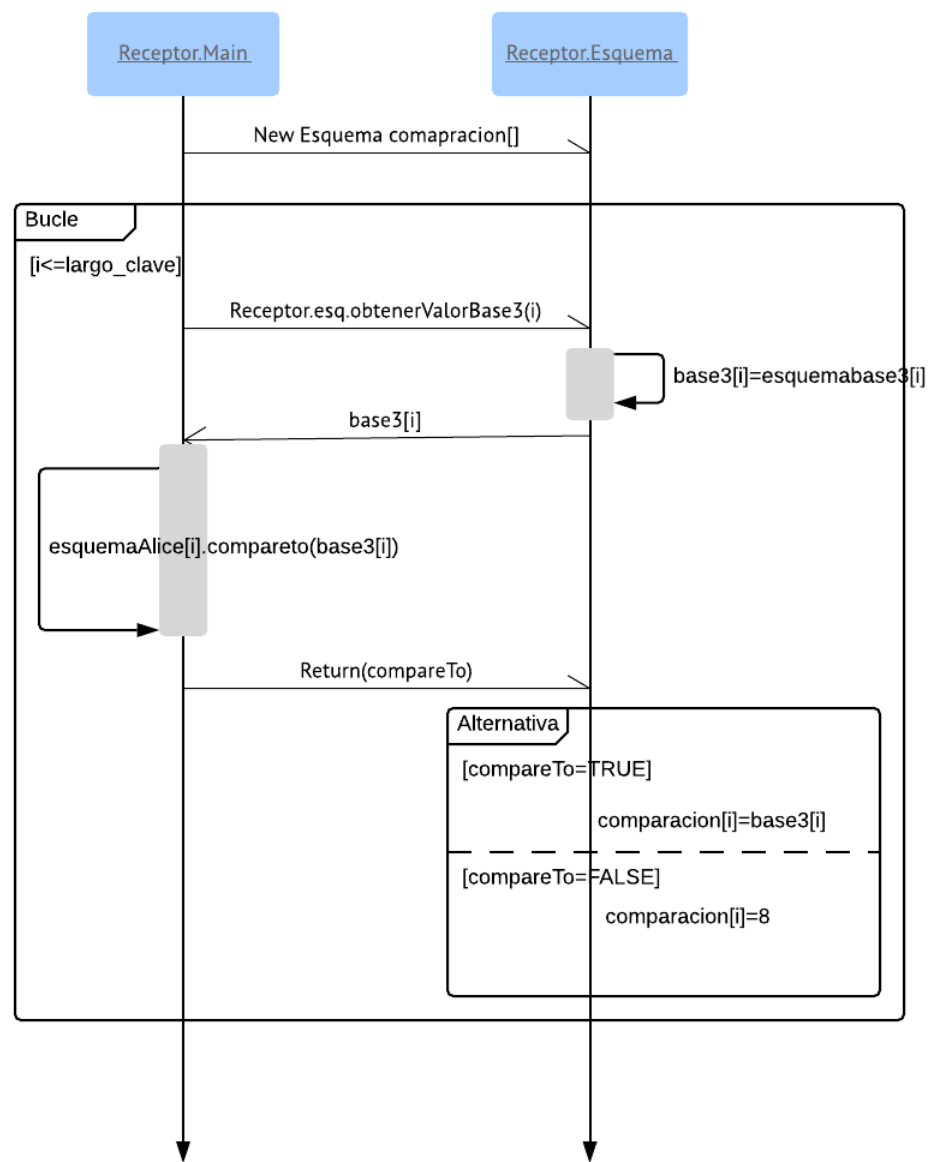 Receptor.Main
Receptor.Esquema
New Esquema comapracion[]
Bucle
[i<=largo_clave]
Receptor.esq.obtenerValorBase3(i)
base3[i]=esquemabase3[i]
base3[i]
esquemaAlice[i].compareto(base3[i])
Return(compareTo)
Alternativa
[compareTo=TRUE]
comparacion[i]=base3[i]
[compareTo=FALSE]
comparacion[i]=8